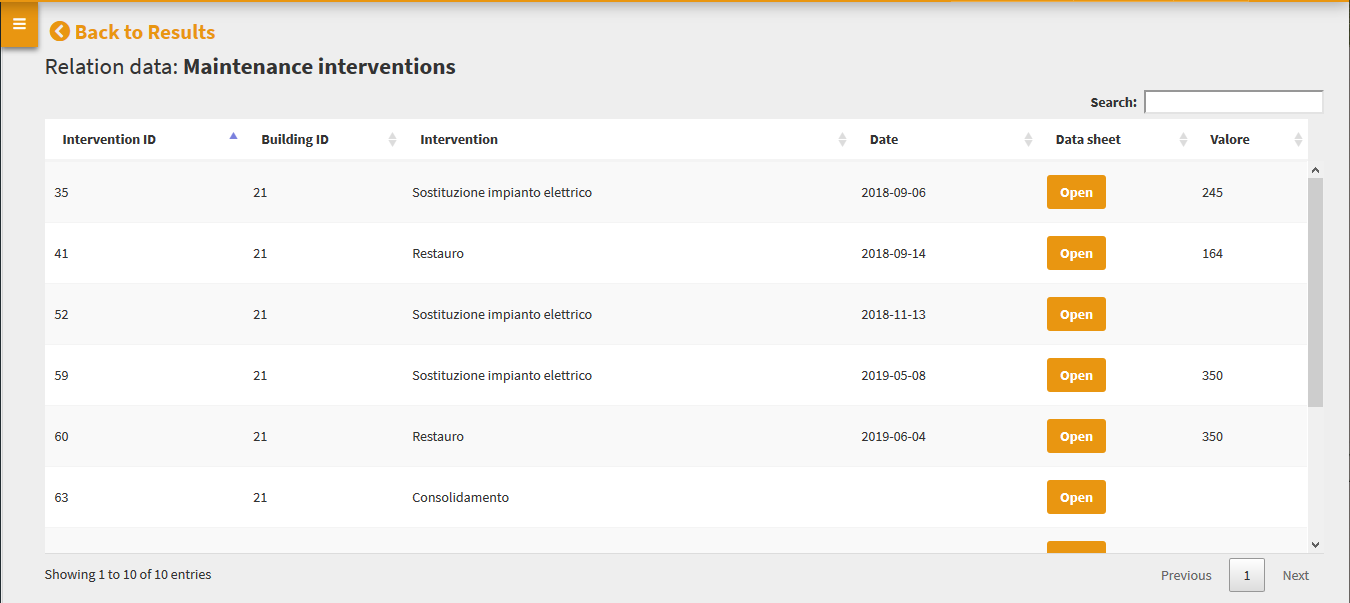 Back to Results
Relation data: Maintenance interventions
Search:
Intervention ID Building ID Intervention Date Data sheet Valore
35 21 Sostituzione impianto elettrico 2018-09-06 Open 245
41 21 Restauro 2018-09-14 Open 164
52 21 Sostituzione impianto elettrico 2018-11-13 Open
59 21 Sostituzione impianto elettrico 2019-05-08 Open 350
60 21 Restauro 2019-06-04 Open 350
63 21 Consolidamento Open
Showing 1 to 10 of 10 entries Previous 1 Next